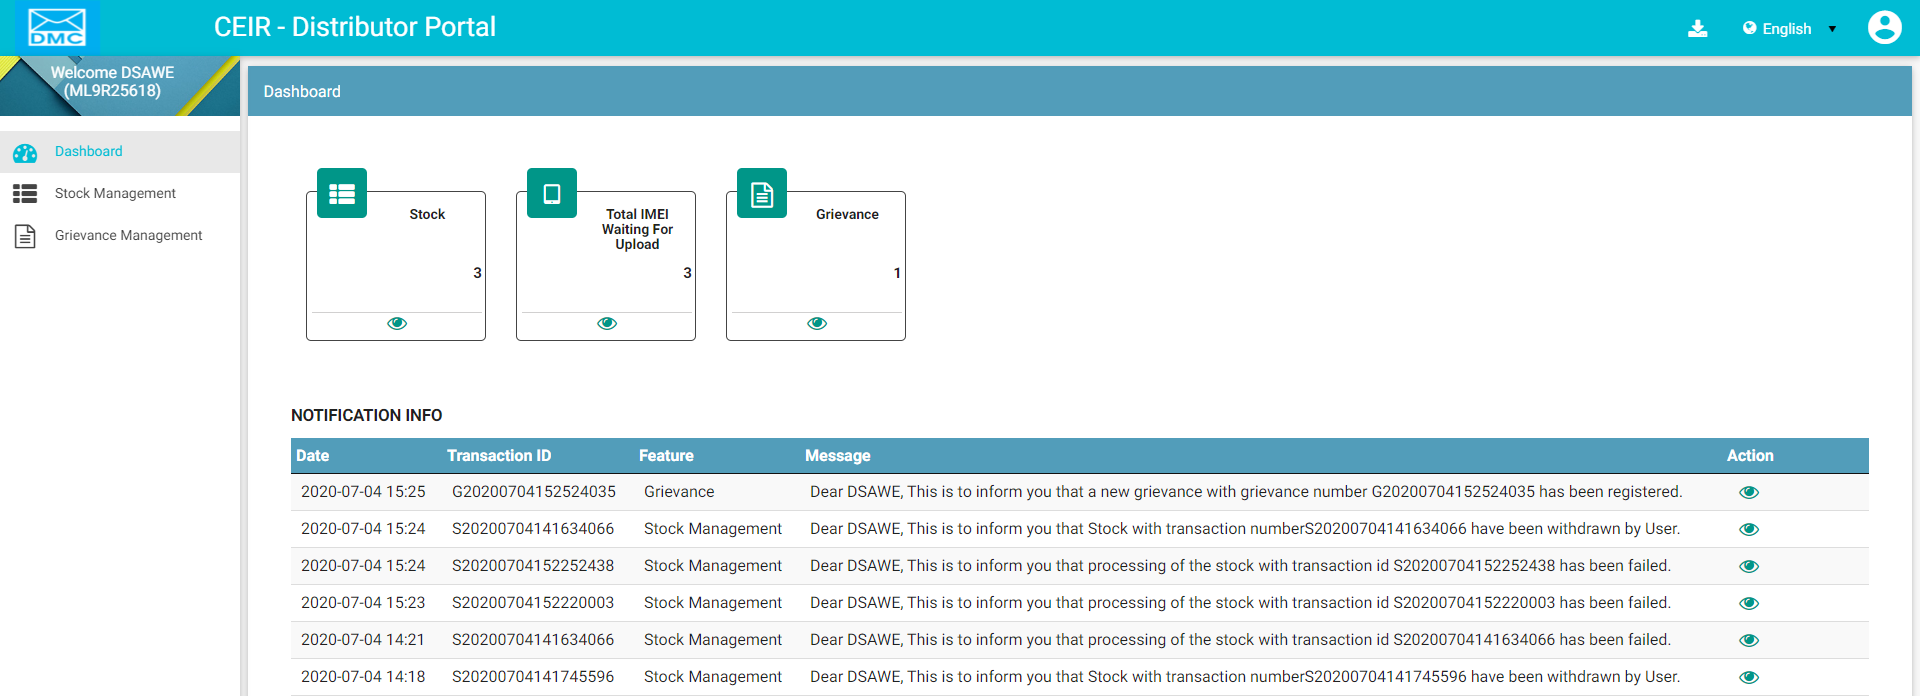 DMC
CEIR - Distributor Portal
English
Welcome DSAWE
(ML9R25618)
Dashboard
Stock Management
Grievance Management
Dashboard
Stock
3
Total IMEI
Waiting For
Upload
3
Grievance
1
NOTIFICATION INFO
Date Transaction ID Feature Message Action
2020-07-04 15:25 G20200704152524035 Grievance Dear DSAWE, This is to inform you that a new grievance with grievance number G20200704152524035 has been registered.
2020-07-04 15:24 S20200704141634066 Stock Management Dear DSAWE, This is to inform you that Stock with transaction numberS20200704141634066 have been withdrawn by User.
2020-07-04 15:24 S20200704152252438 Stock Management Dear DSAWE, This is to inform you that processing of the stock with transaction id S20200704152252438 has been failed.
2020-07-04 15:23 S20200704152220003 Stock Management Dear DSAWE, This is to inform you that processing of the stock with transaction id S20200704152220003 has been failed.
2020-07-04 14:21 S20200704141634066 Stock Management Dear DSAWE, This is to inform you that processing of the stock with transaction id S20200704141634066 has been failed.
2020-07-04 14:18 S20200704141745596 Stock Management Dear DSAWE, This is to inform you that Stock with transaction numberS20200704141745596 have been withdrawn by User.